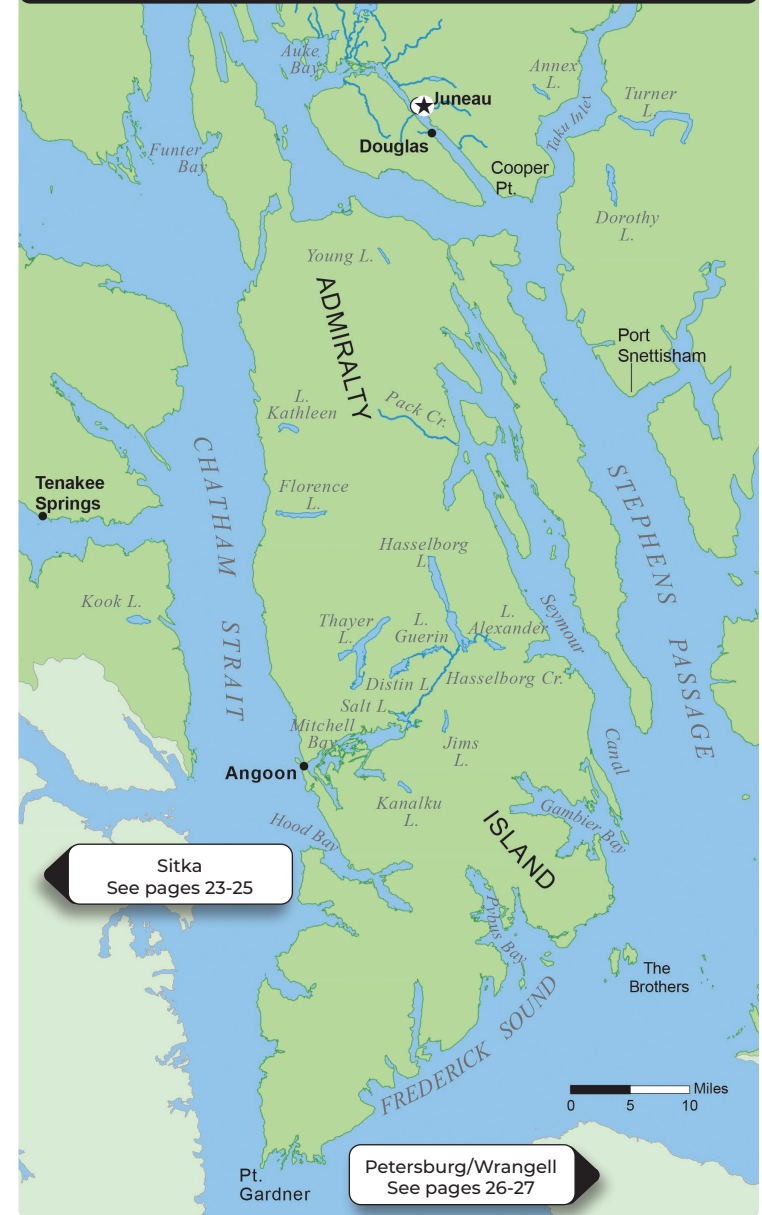 Auke
Bay
Annex
L.
Juneau
Turner
L.
Taku Inlet
Douglas
Funter
Bay
Cooper
Pt.
Dorothy
L.
Young L.
ADMIRALTY
Port
Snettisham
L.
Kathleen
Pack Cr.
CHATHAM
STRAIT
STEPHENS
PASSAGE
Tenakee
Springs
Florence
L.
Hasselborg
L.
Kook L.
Thayer
L.
L.
Guerin
L.
Alexander
Seymour
Canal
Distin L.
Hasselborg Cr.
Salt L.
Mitchell
Bay
Jims
L.
Angoon
Kanalku
L.
Hood Bay
ISLAND
Gambier Bay
Sitka
See pages 23-25
Pybus Bay
The
Brothers
FREDERICK SOUND
Miles
0 5 10
Petersburg/Wrangell
See pages 26-27
Pt.
Gardner